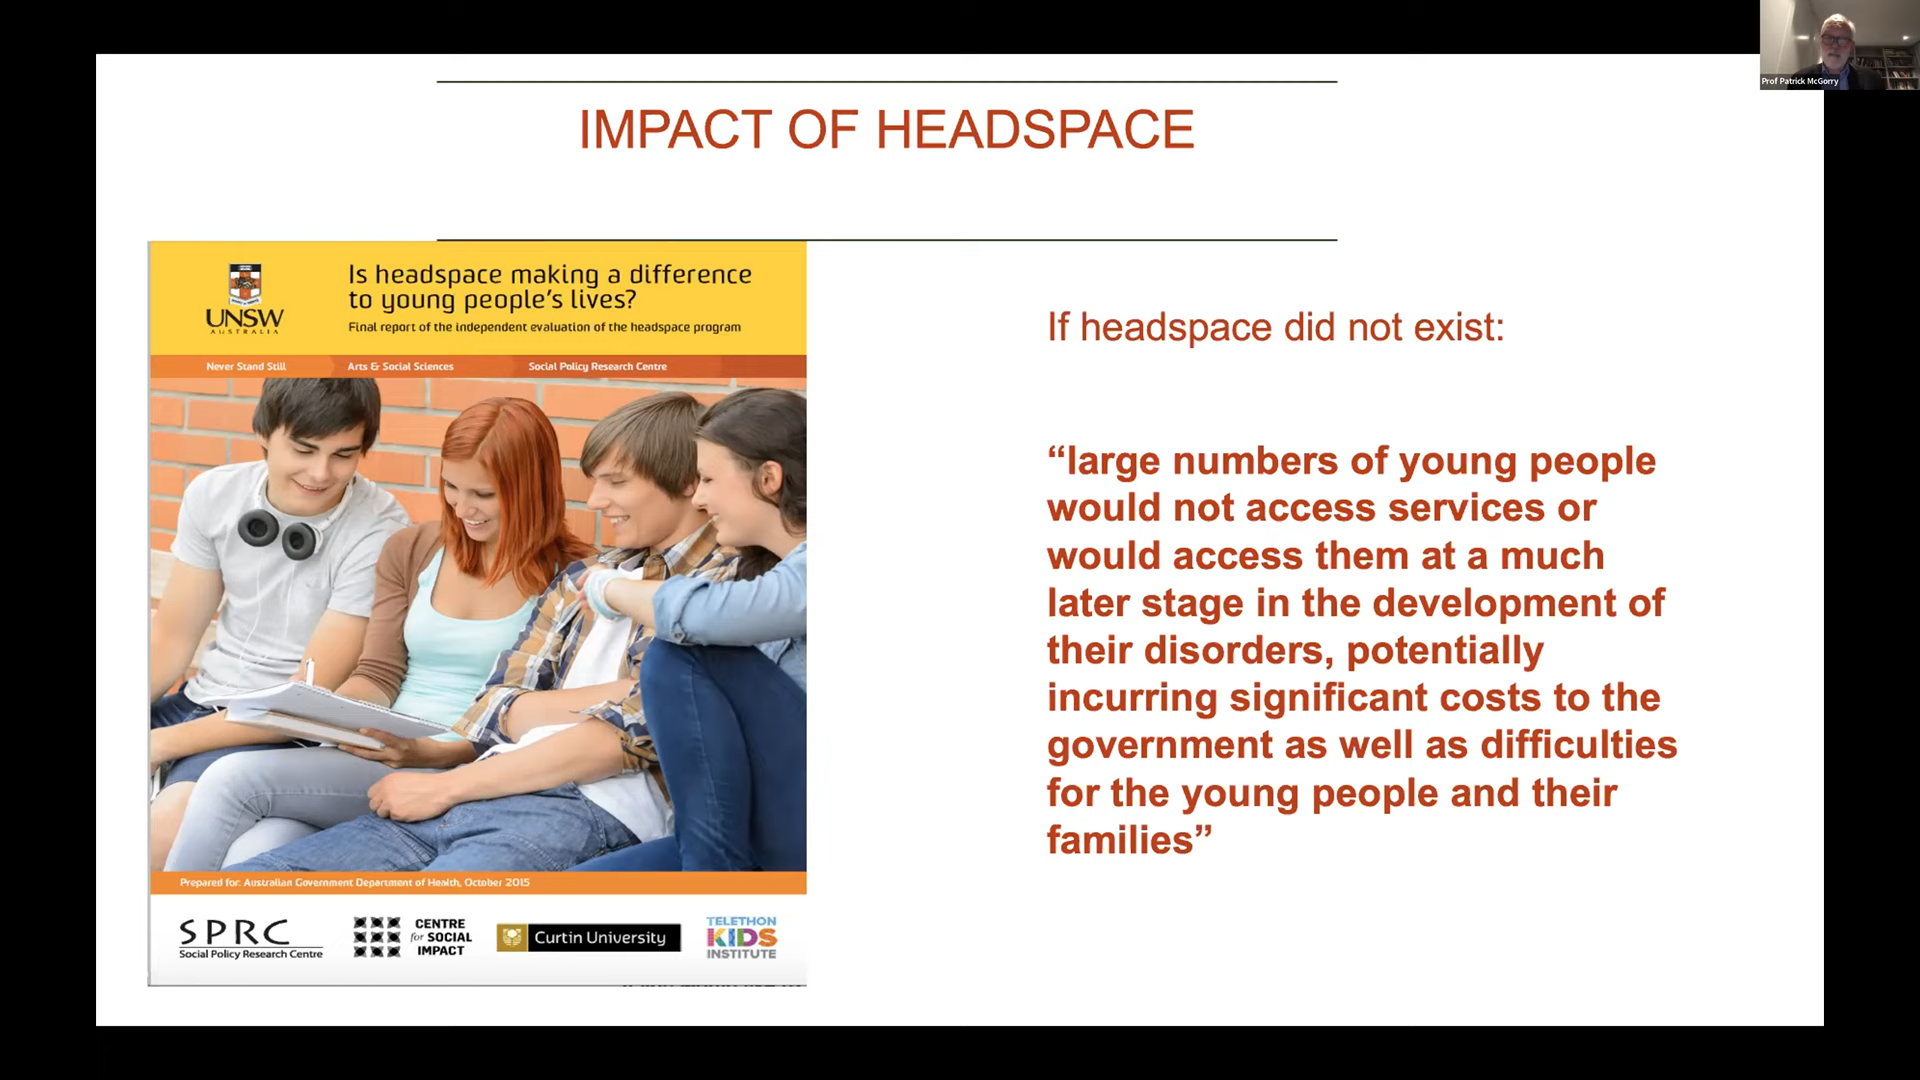 Prof Patrick McGorry
IMPACT OF HEADSPACE
UNSW
AUSTRALIA
Is headspace making a difference
to young people's lives?
Final report of the independent evaluation of the headspace program
Never Stand Still
Arts & Social Sciences
Social Policy Research Centre
Prepared for: Australian Government Department of Health, October 2015
SPRC
Social Policy Research Centre
CENTRE
for SOCIAL
IMPACT
Curtin University
TELETHON
KIDS
INSTITUTE
If headspace did not exist:
“large numbers of young people
would not access services or
would access them at a much
later stage in the development of
their disorders, potentially
incurring significant costs to the
government as well as difficulties
for the young people and their
families”